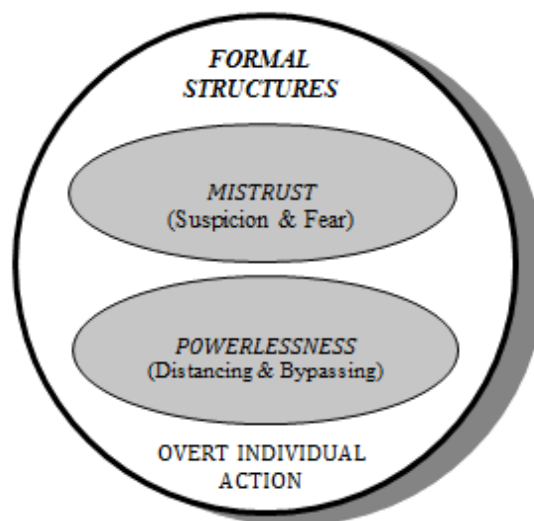 FORMAL
STRUCTURES
MISTRUST
(Suspicion & Fear)
POWERLESSNESS
(Distancing & Bypassing)
OVERT INDIVIDUAL
ACTION